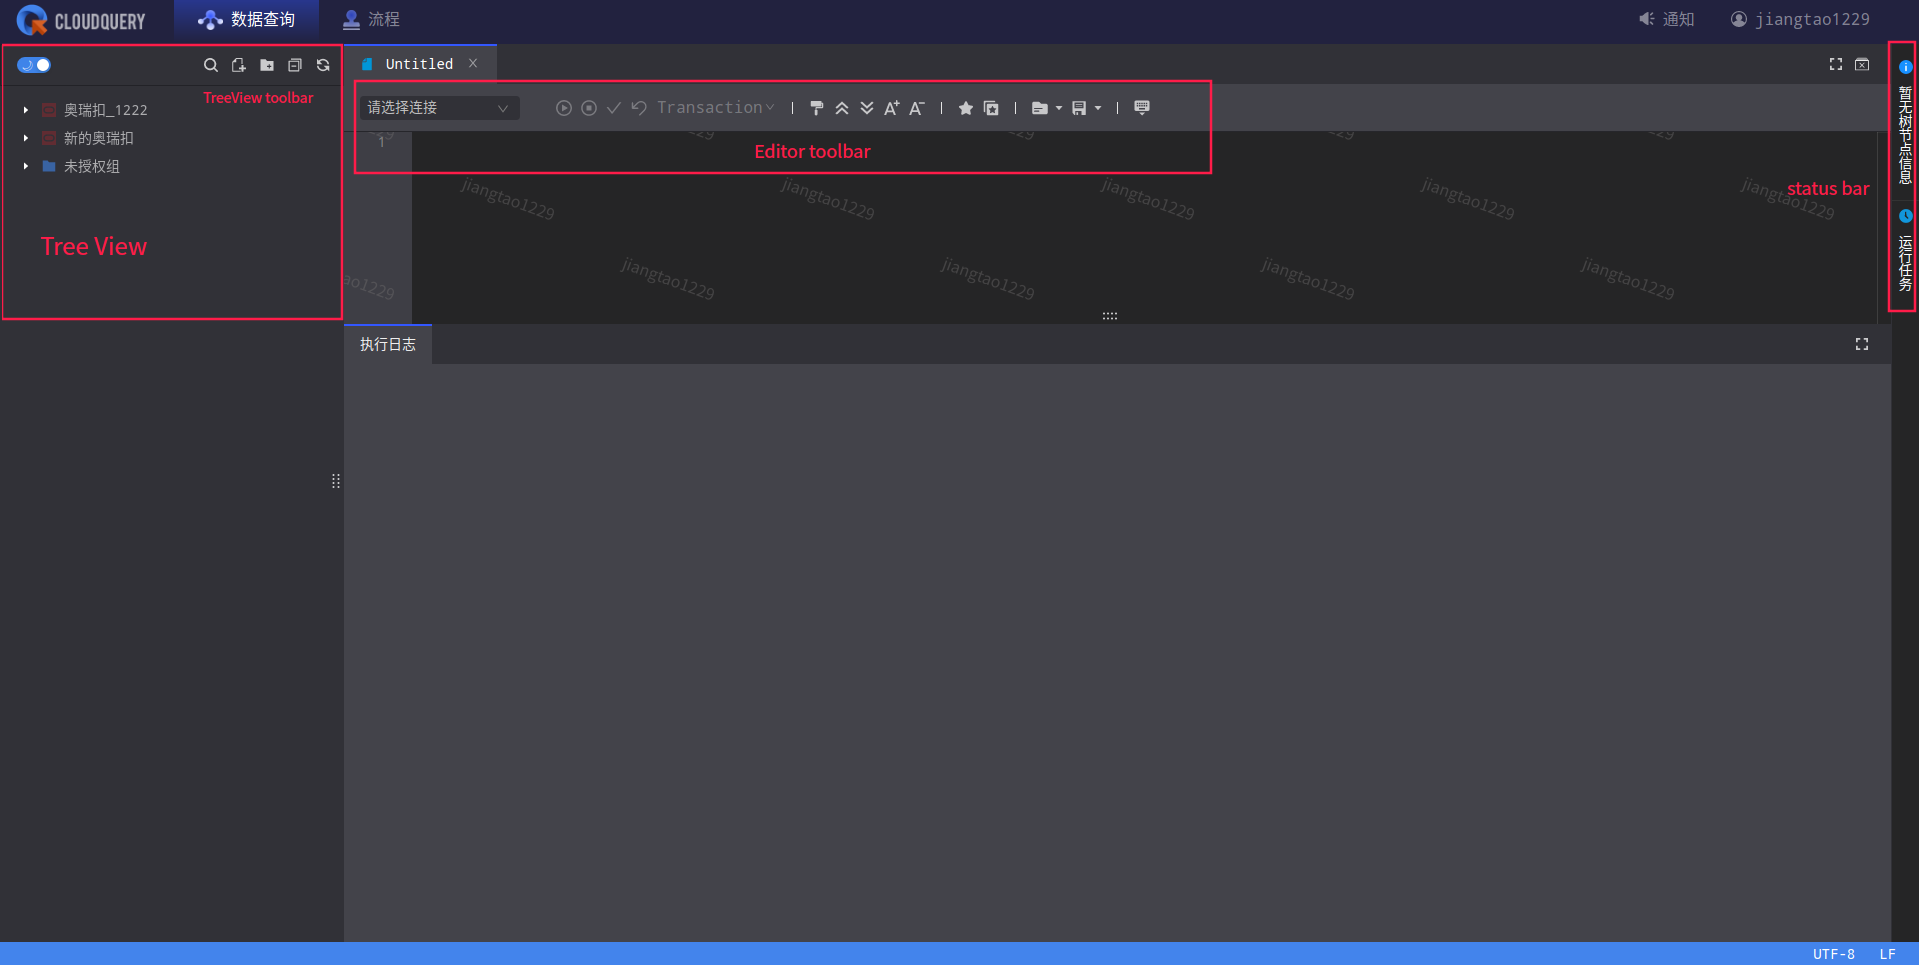 CLOUDQUERY 数据查询 流程 通知 jiangtao1229
Untitled
TreeView toolbar
奥瑞扣_1222
新的奥瑞扣
未授权组
Tree View
请选择连接 Transaction
1
Editor toolbar
jiangtao1229 jiangtao1229 jiangtao1229 jiangtao1229 jiangtao1229
status bar
ao1229 jiangtao1229 jiangtao1229 jiangtao1229 jiangtao1229
暂无树节点信息
运行任务
执行日志
UTF-8 LF